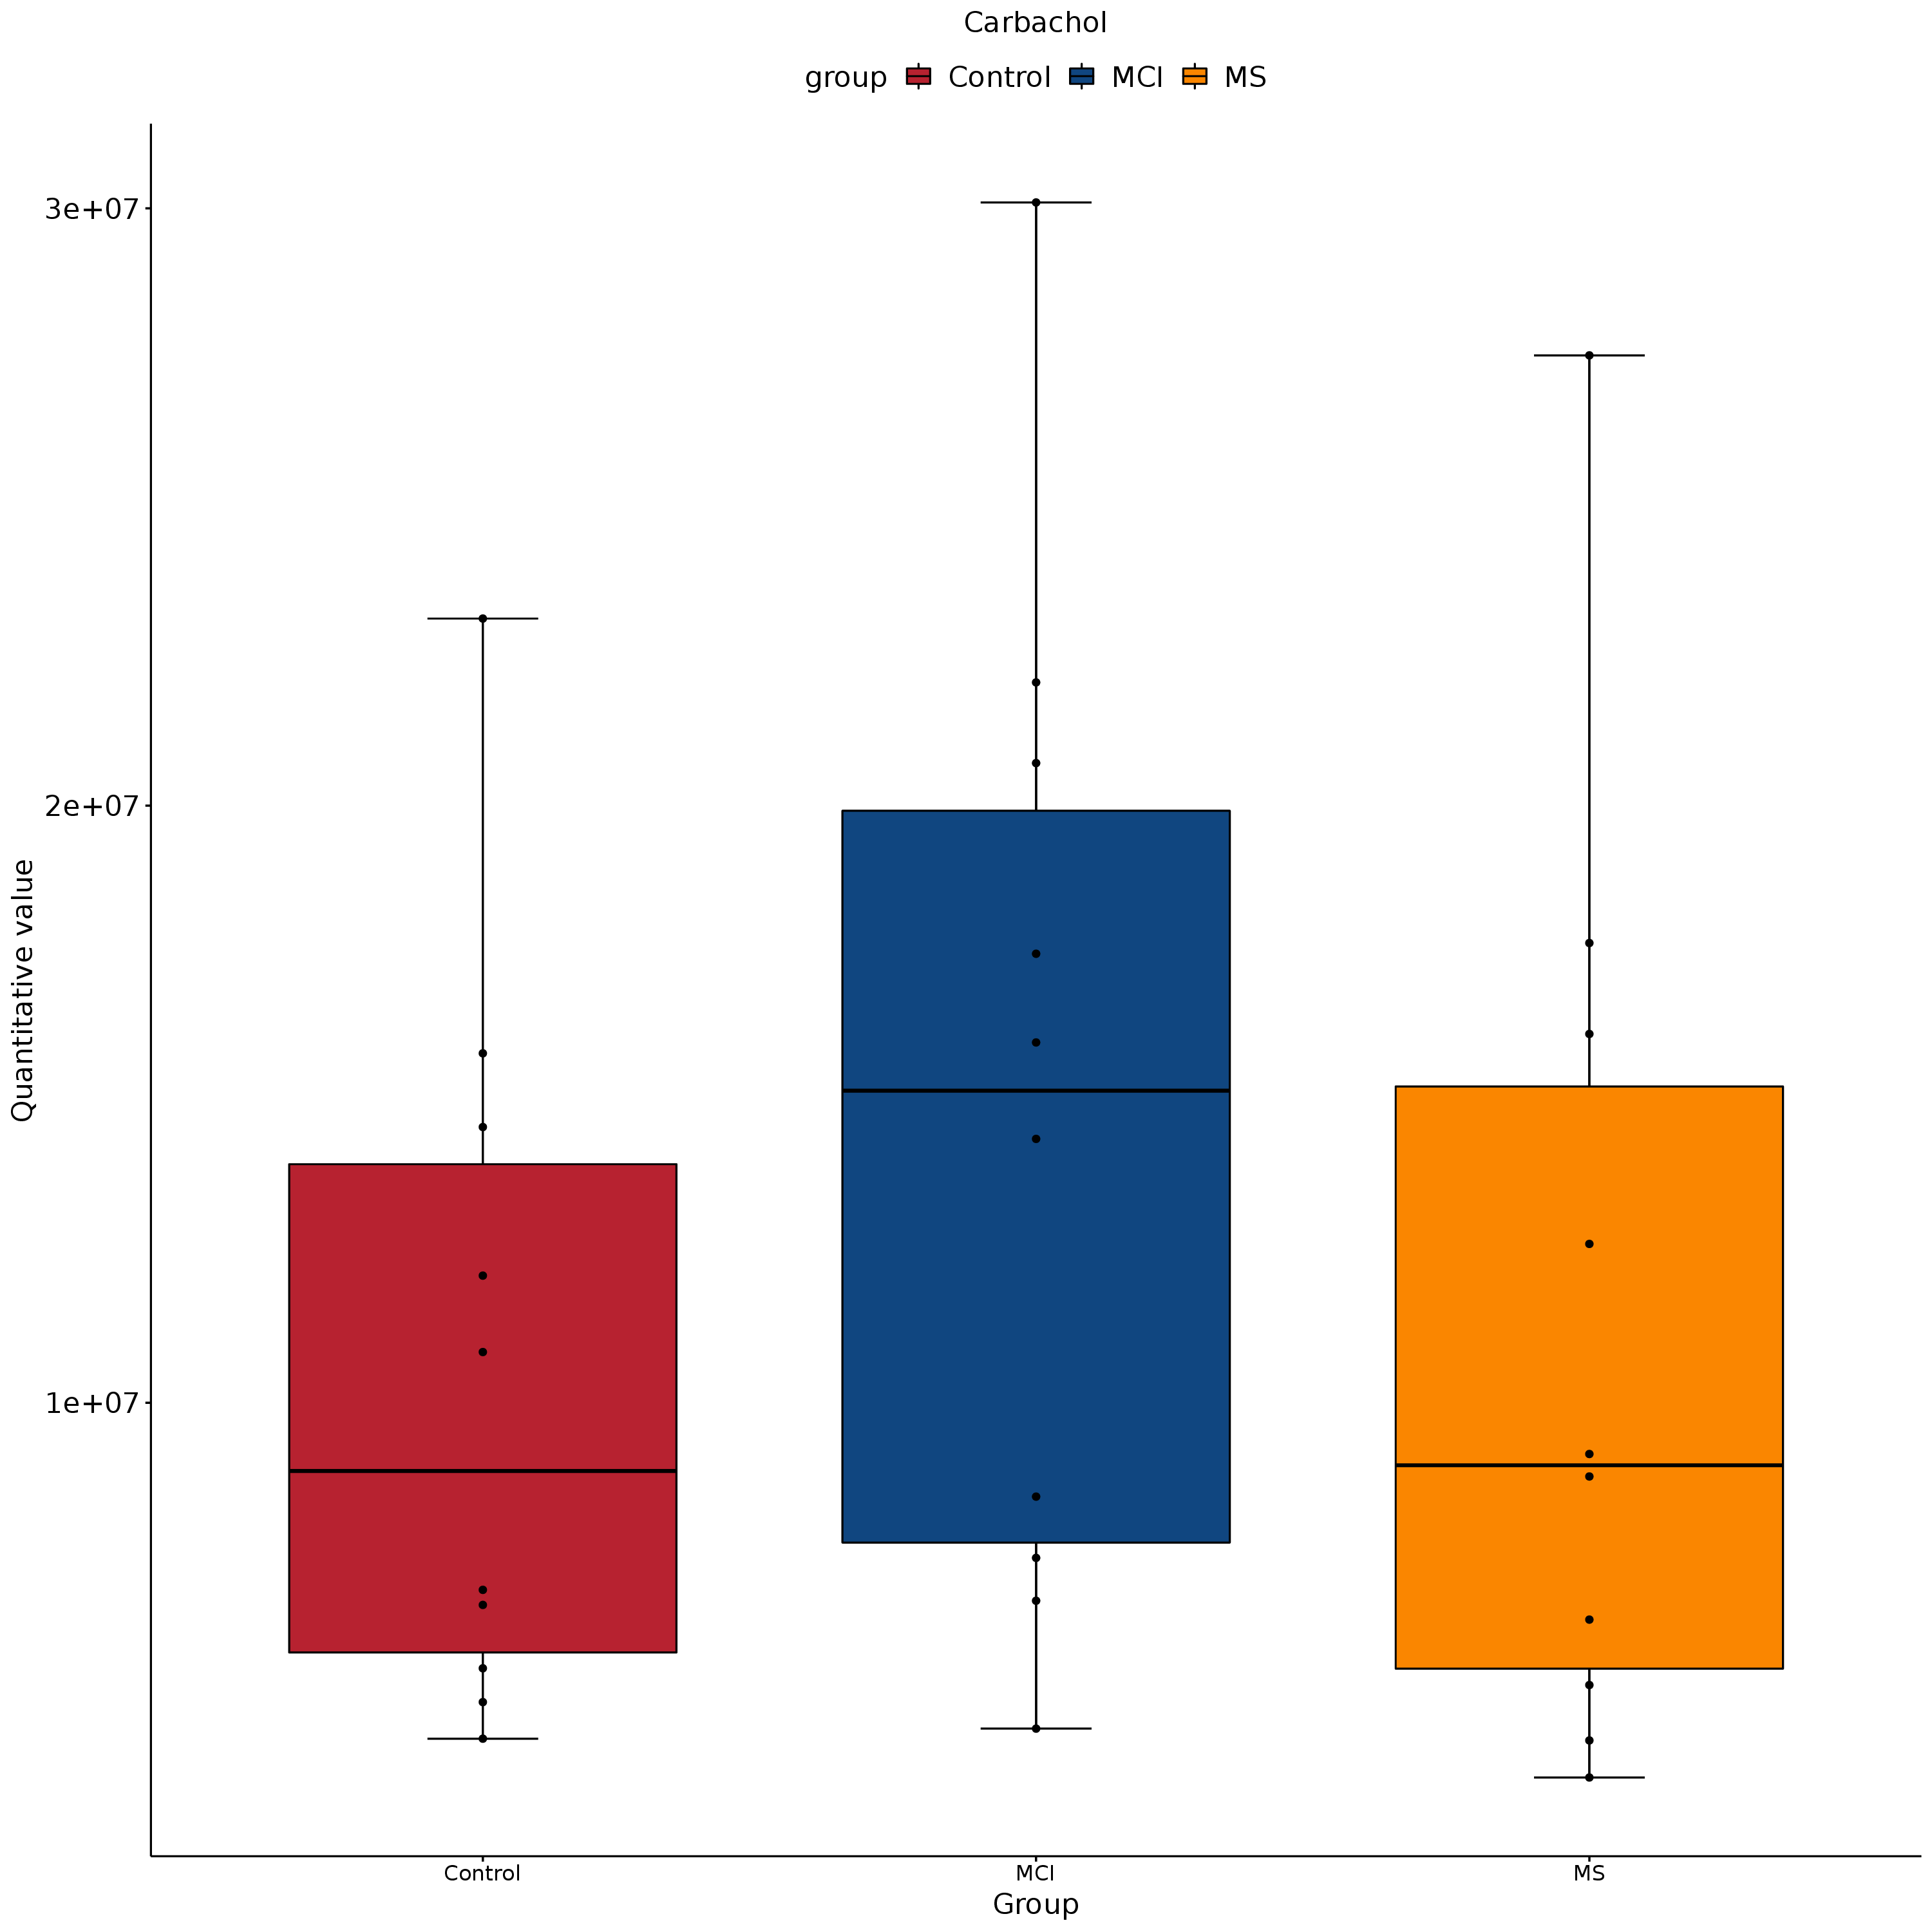 Carbachol
group Control MCI MS
3e+07
2e+07
1e+07
Quantitative value
Control MCI MS
Group